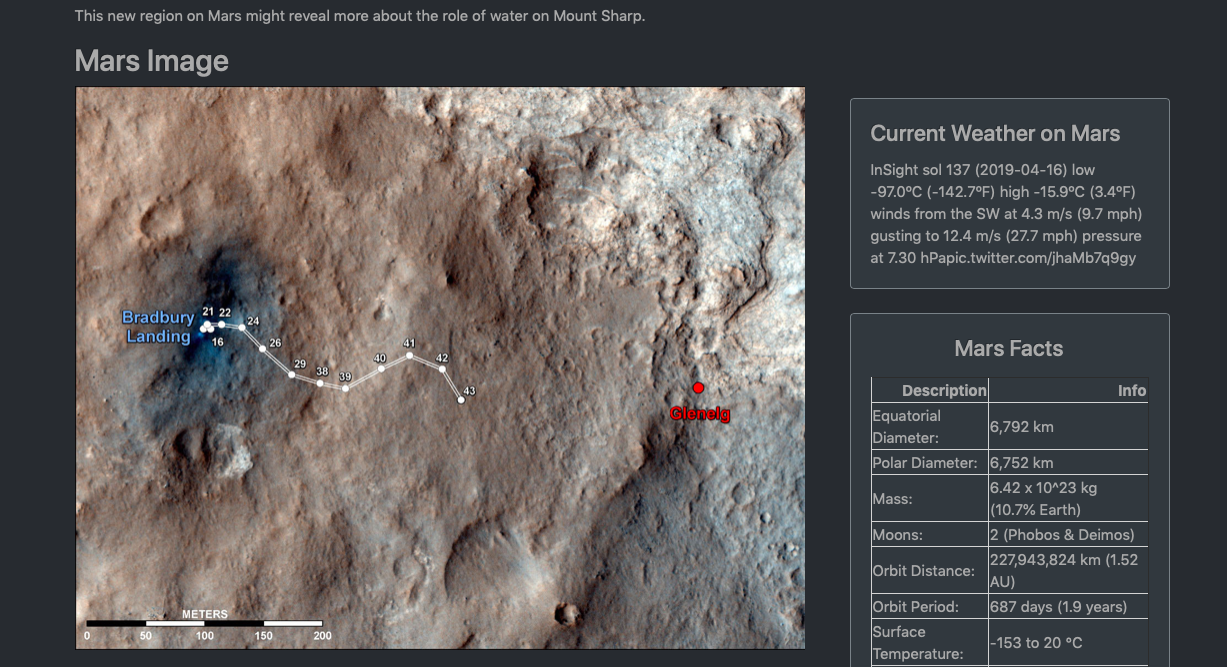 This new region on Mars might reveal more about the role of water on Mount Sharp.
Mars Image
Bradbury
Landing
21 22
16
24
26
29
38
39
40
41
42
43
Glenelg
METERS
0 50 100 150 200
Current Weather on Mars
InSight sol 137 (2019-04-16) low
-97.0ºC (-142.7ºF) high -15.9ºC (3.4ºF)
winds from the SW at 4.3 m/s (9.7 mph)
gusting to 12.4 m/s (27.7 mph) pressure
at 7.30 hPapic.twitter.com/jhaMb7q9gy
Mars Facts
Description Info
Equatorial
Diameter: 6,792 km
Polar Diameter: 6,752 km
Mass: 6.42 x 10^23 kg
(10.7% Earth)
Moons: 2 (Phobos & Deimos)
Orbit Distance: 227,943,824 km (1.52
AU)
Orbit Period: 687 days (1.9 years)
Surface
Temperature: -153 to 20 °C